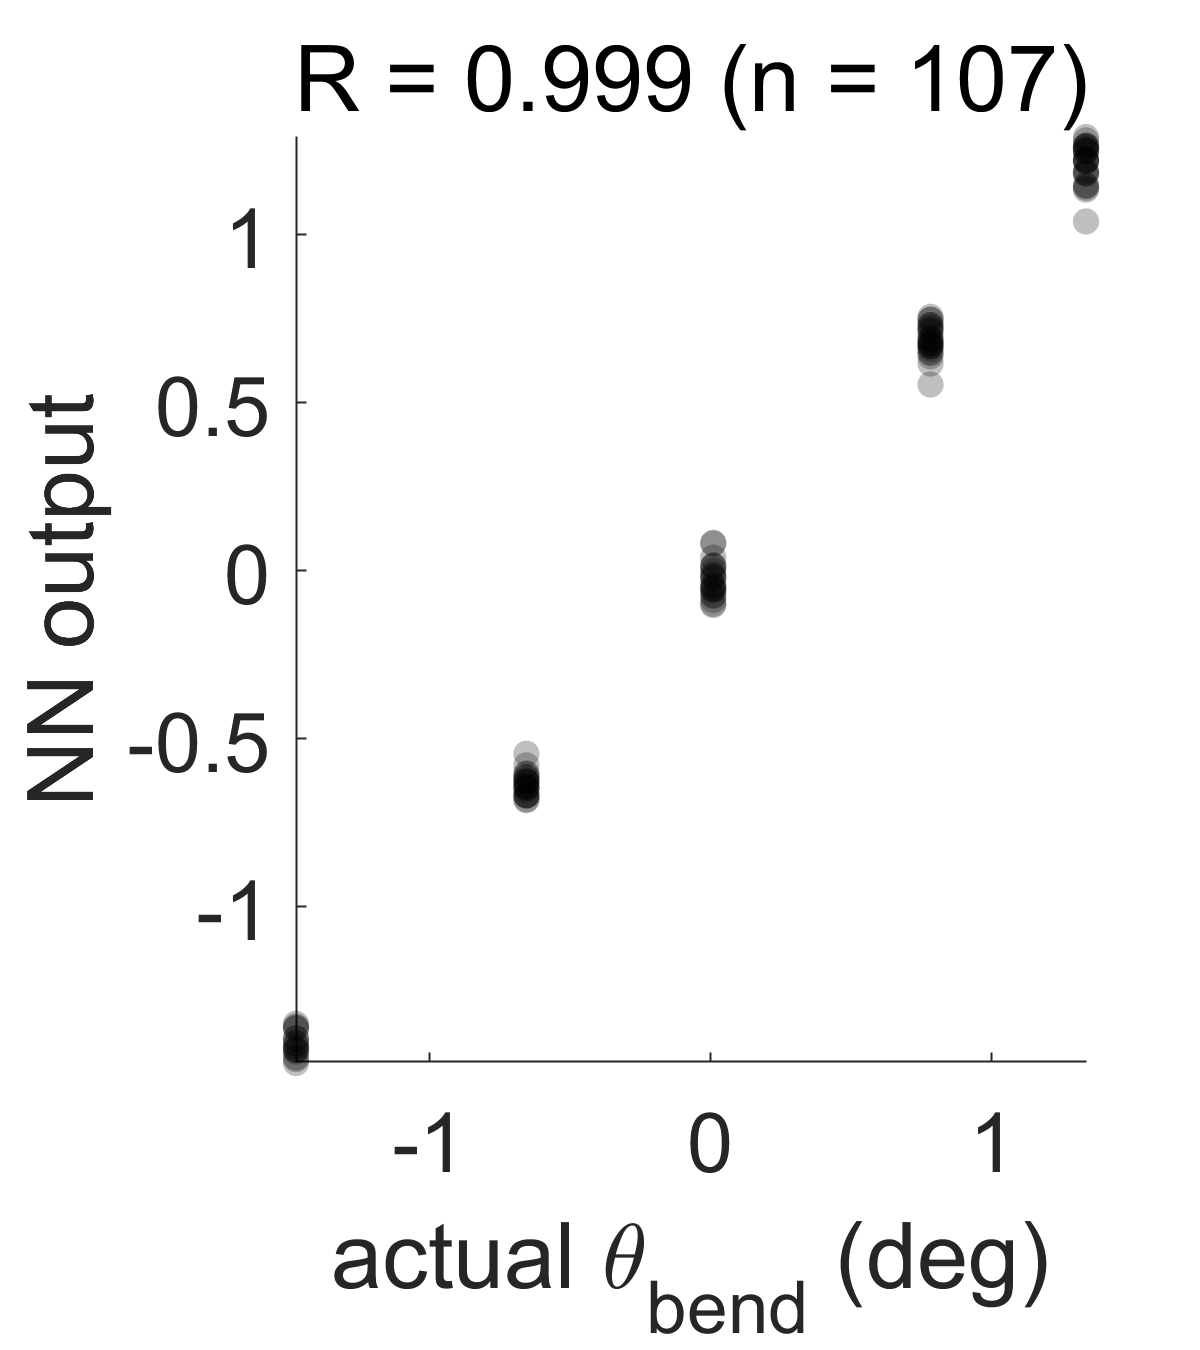 R = 0.999 (n = 107)
NN output
1
0.5
0
-0.5
-1
-1 0 1
actual θbend (deg)